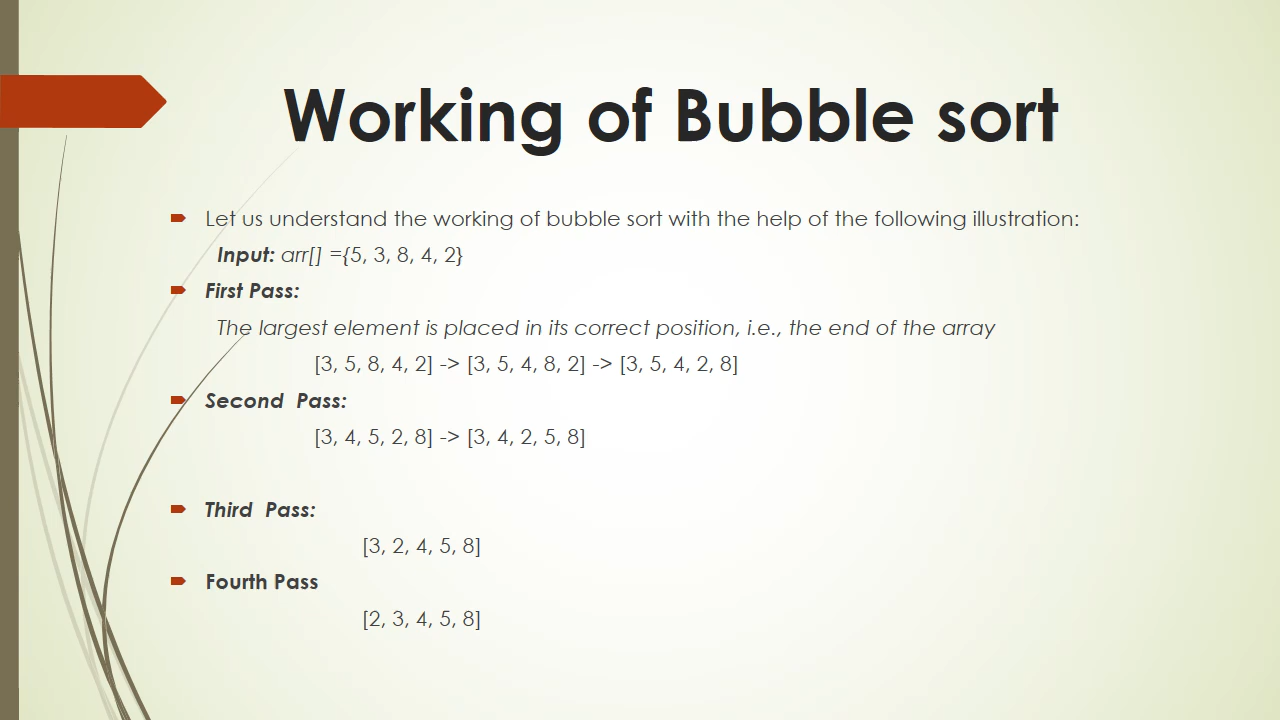 Working of Bubble sort
Let us understand the working of bubble sort with the help of the following illustration:
Input: arr[] ={5, 3, 8, 4, 2}
First Pass:
The largest element is placed in its correct position, i.e., the end of the array
[3, 5, 8, 4, 2] -> [3, 5, 4, 8, 2] -> [3, 5, 4, 2, 8]
Second  Pass:
[3, 4, 5, 2, 8] -> [3, 4, 2, 5, 8]
Third  Pass:
[3, 2, 4, 5, 8]
Fourth Pass
[2, 3, 4, 5, 8]